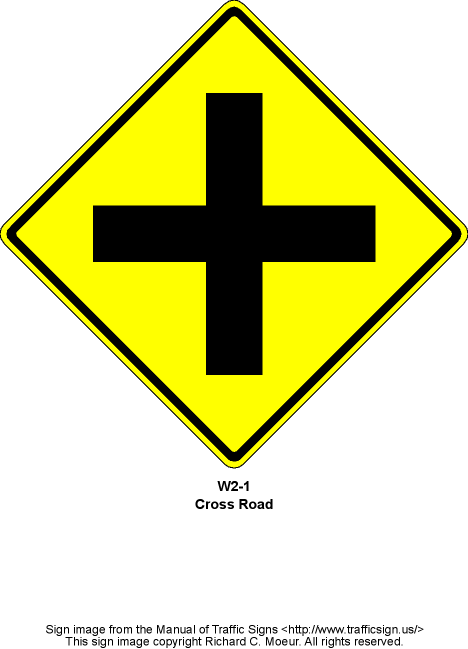 W2-1
Cross Road
Sign image from the Manual of Traffic Signs <http://www.trafficsign.us/>
This sign image copyright Richard C. Moeur. All rights reserved.